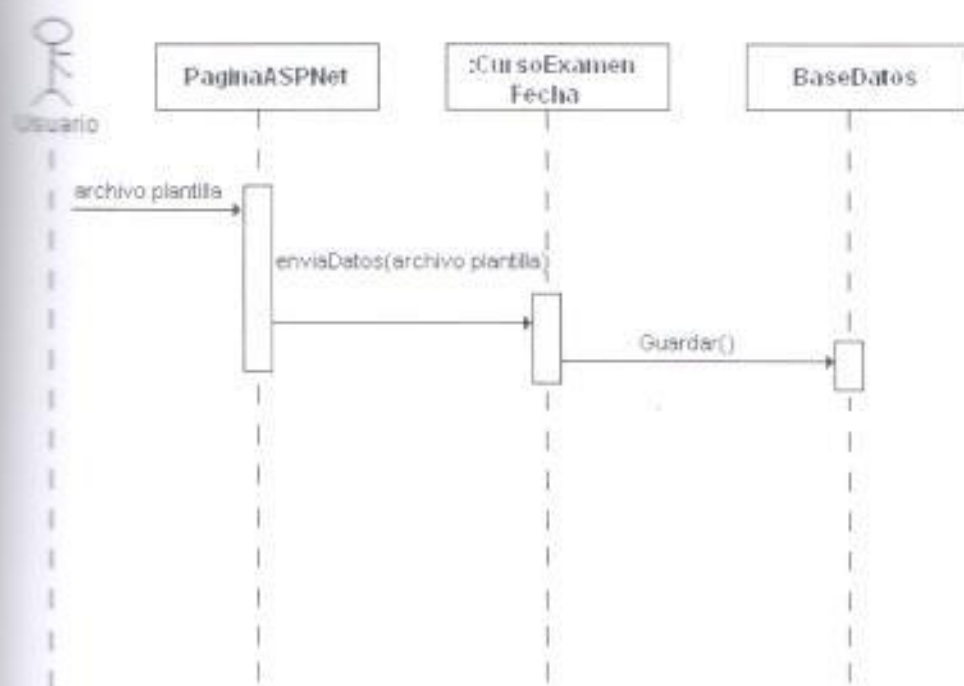 PaginaASPNet
:CursoExamen
Fecha
BaseDatos
Usuario
archivo plantilla
enviaDatos(archivo plantilla)
Guardar()